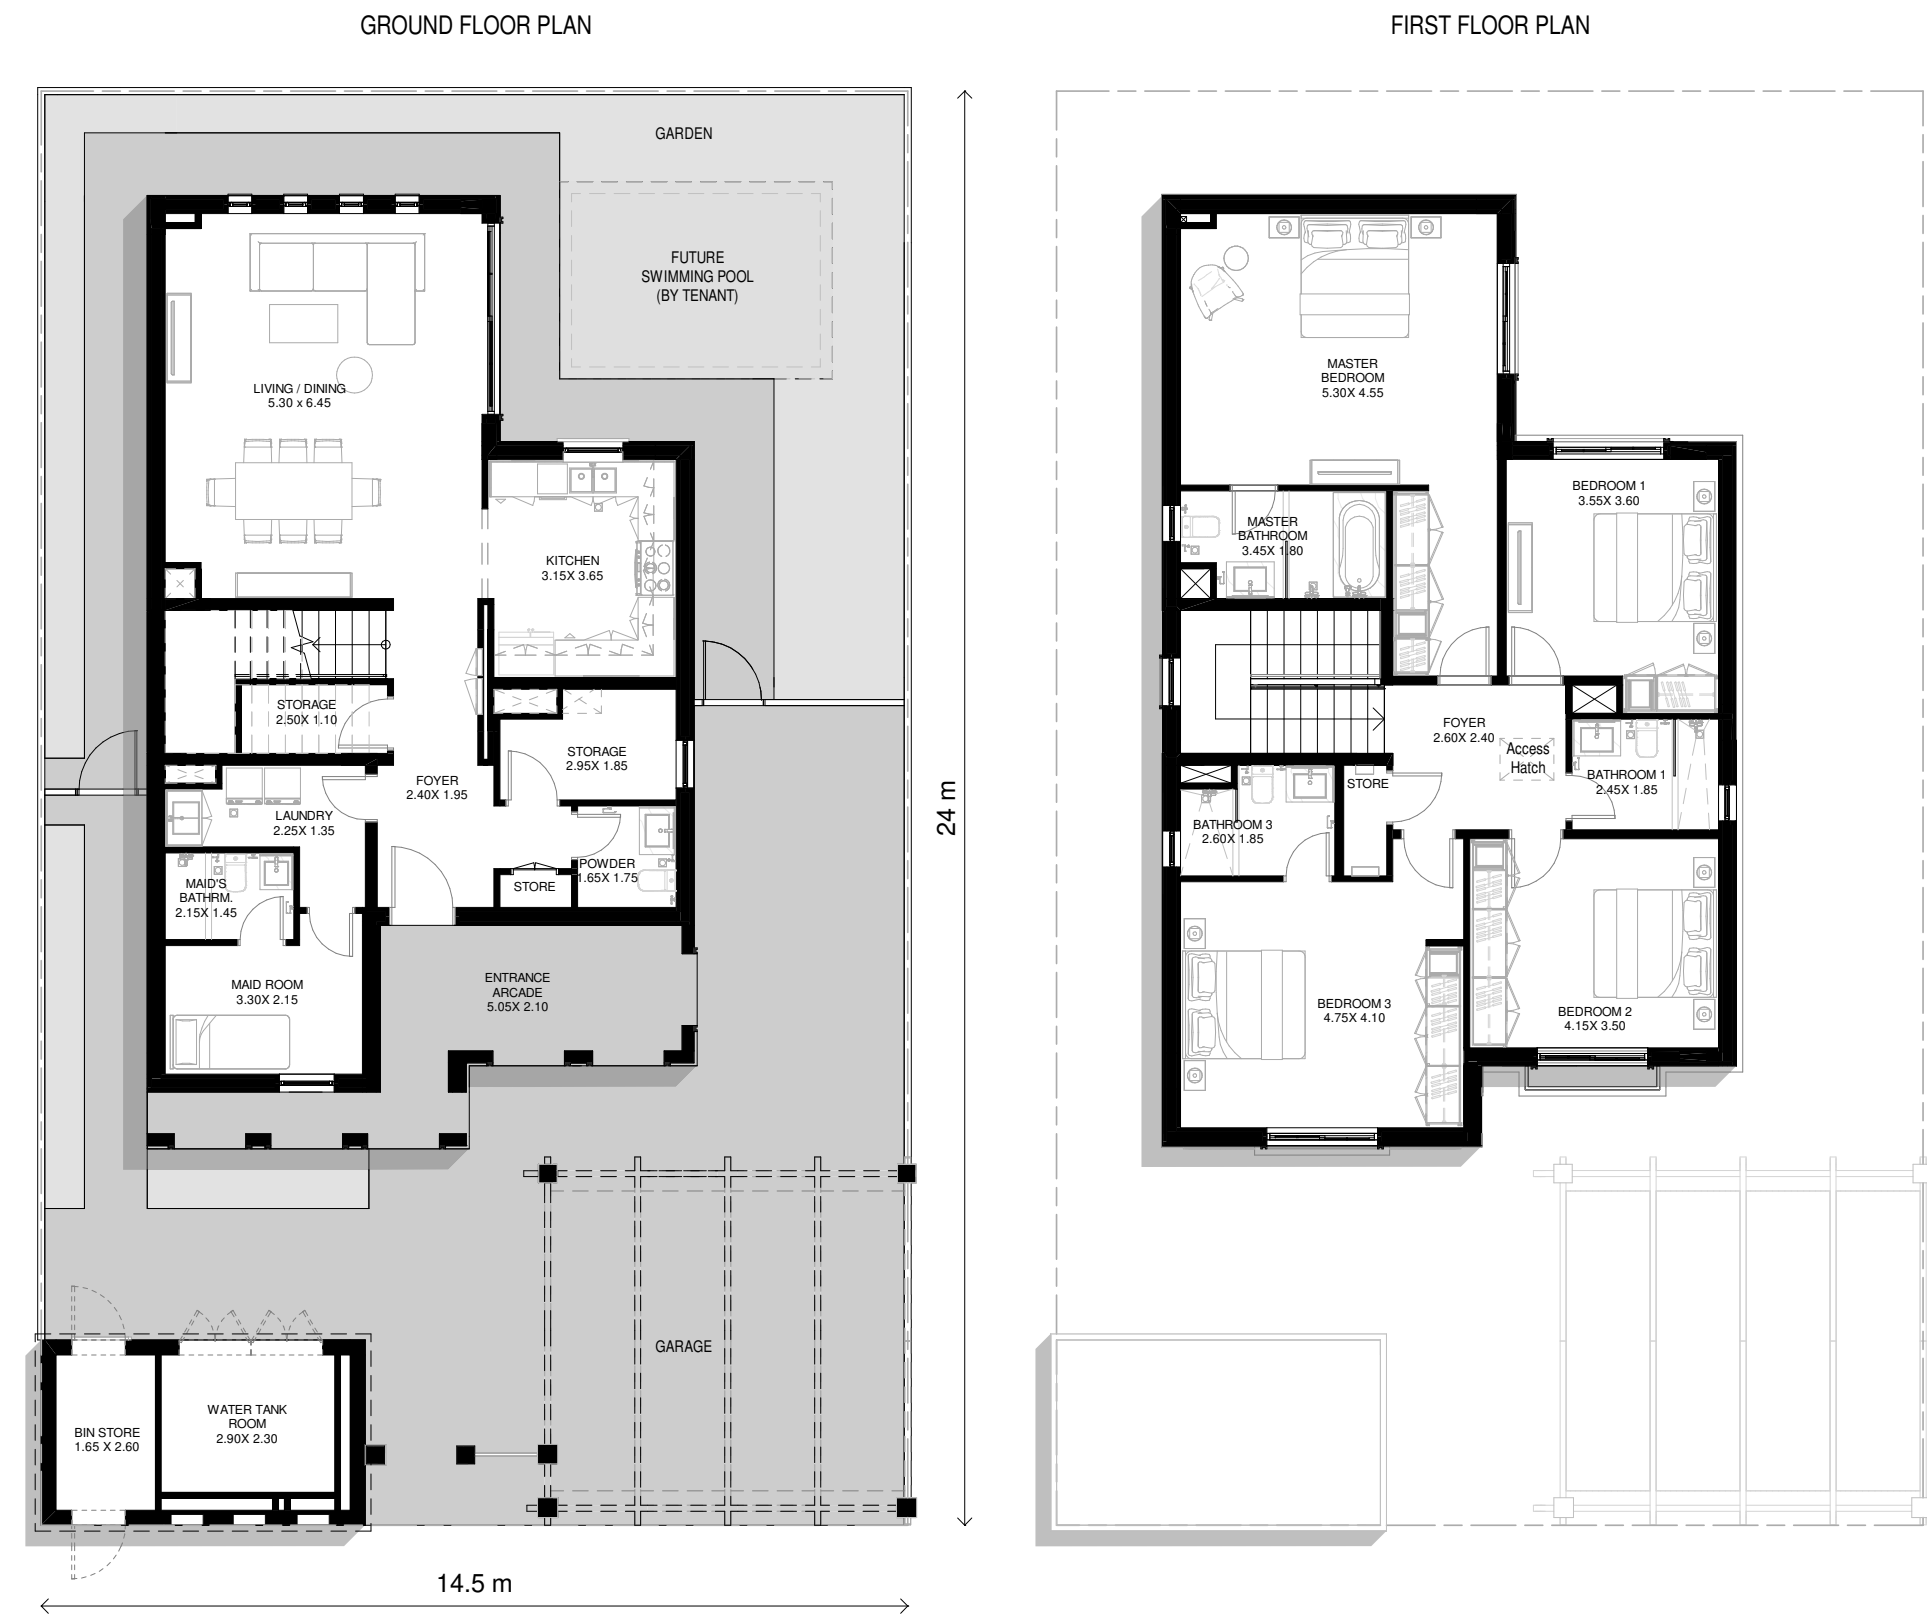 GROUND FLOOR PLAN
GARDEN
FUTURE
SWIMMING POOL
(BY TENANT)
LIVING / DINING
5.30 x 6.45
KITCHEN
3.15X 3.65
STORAGE
2.50X 1.10
STORAGE
2.95X 1.85
FOYER
2.40X 1.95
LAUNDRY
2.25X 1.35
POWDER
1.65X 1.75
STORE
MAID'S
BATHRM.
2.15X 1.45
MAID ROOM
3.30X 2.15
ENTRANCE
ARCADE
5.05X 2.10
GARAGE
BIN STORE
1.65 X 2.60
WATER TANK
ROOM
2.90X 2.30
14.5 m
24 m
FIRST FLOOR PLAN
MASTER
BEDROOM
5.30X 4.55
BEDROOM 1
3.55X 3.60
MASTER
BATHROOM
3.45X 1.80
FOYER
2.60X 2.40
Access
Hatch
BATHROOM 1
2.45X 1.85
STORE
BATHROOM 3
2.60X 1.85
BEDROOM 3
4.75X 4.10
BEDROOM 2
4.15X 3.50